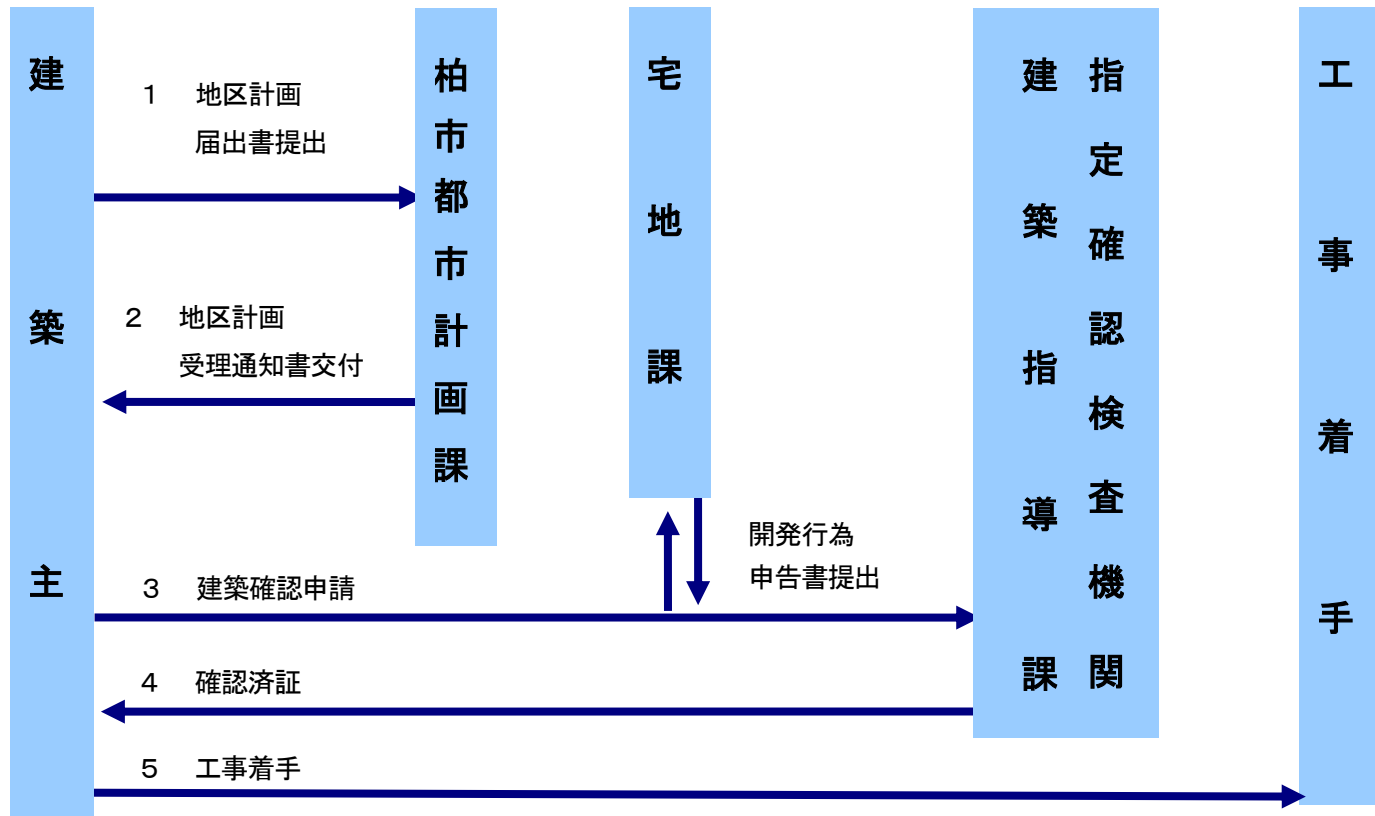 建築主
1 地区計画
届出書提出
2 地区計画
受理通知書交付
柏市都市計画課
宅地課
開発行為
申告書提出
3 建築確認申請
4 確認済証
5 工事着手
指定確認検査機関
建築指導課
工事着手